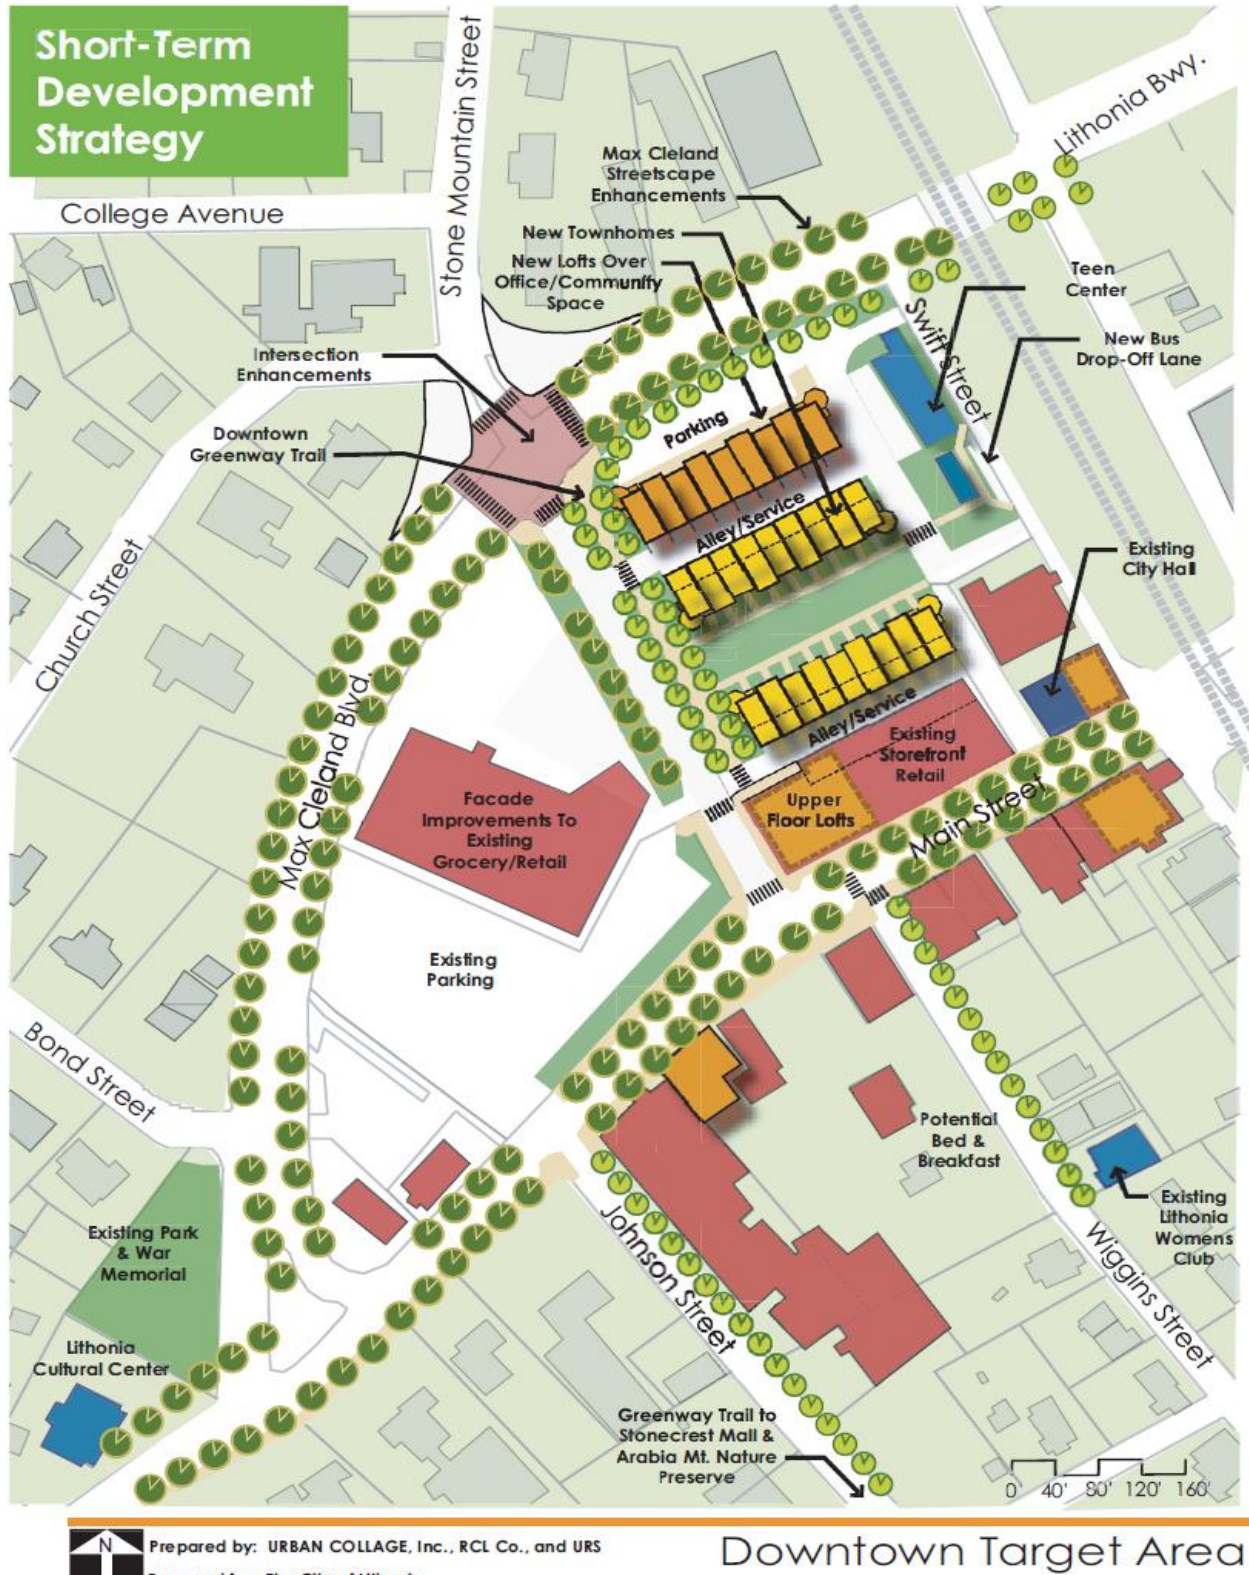 Short-Term
Development
Strategy
College Avenue
Stone Mountain Street
Lithonia Bwy.
Max Cleland
Streetscape
Enhancements
New Townhomes
New Lofts Over
Office/Community
Space
Teen
Center
Swift Street
New Bus
Drop-Off Lane
Intersection
Enhancements
Downtown
Greenway Trail
Parking
Alley/Service
Existing
City Hall
Church Street
Max Cleland Blvd.
Alley/Service
Existing
Storefront
Retail
Facade
Improvements To
Existing
Grocery/Retail
Upper
Floor Lofts
Main Street
Existing
Parking
Bond Street
Potential
Bed &
Breakfast
Existing
Lithonia
Womens
Club
Existing Park
& War
Memorial
Johnson Street
Wiggins Street
Lithonia
Cultural Center
Greenway Trail to
Stonecrest Mall &
Arabia Mt. Nature
Preserve
0' 40' 80' 120' 160'
N
Prepared by: URBAN COLLAGE, Inc., RCL Co., and URS
Downtown Target Area